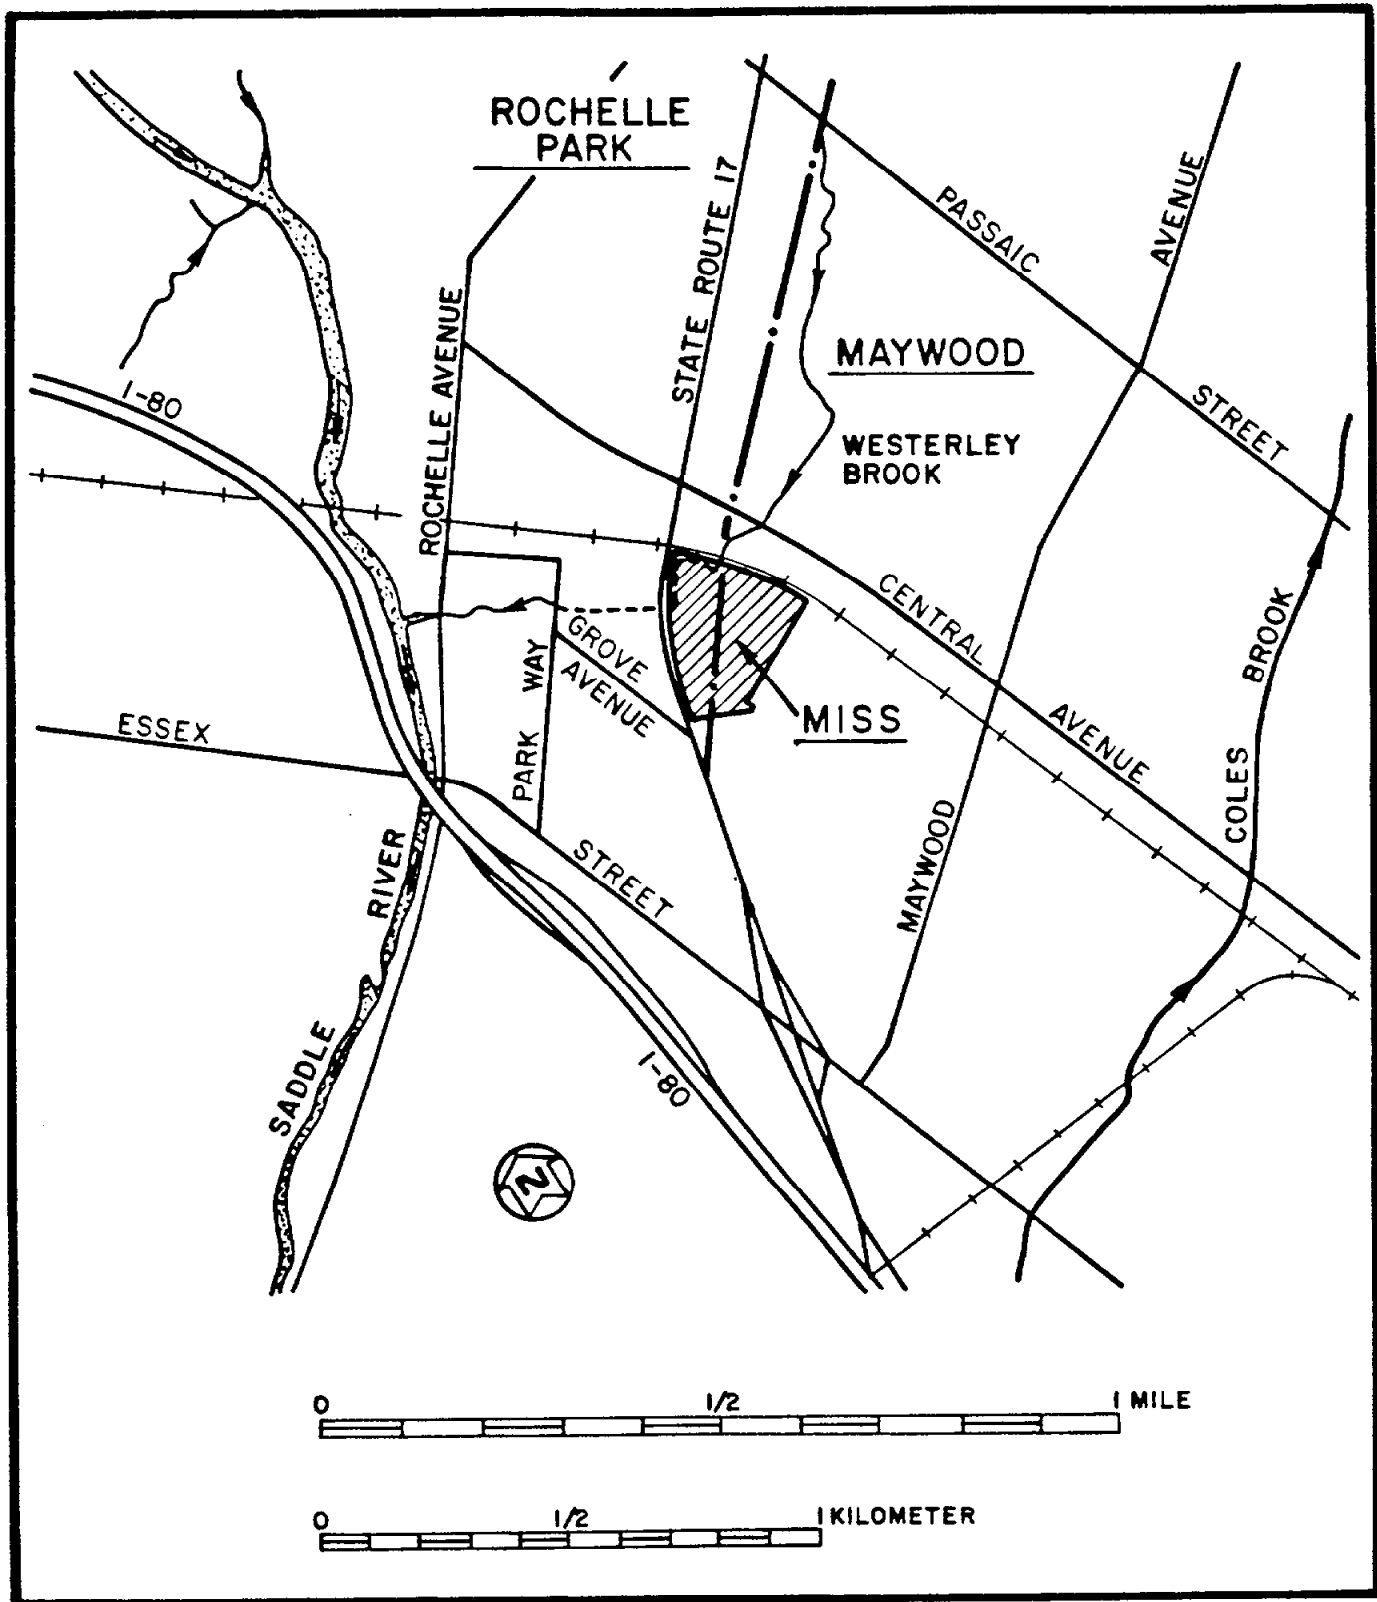 ROCHELLE
PARK
STATE ROUTE 17
PASSAIC
STREET
AVENUE
MAYWOOD
I-80
ROCHELLE AVENUE
MAYWOOD
WESTERLEY
BROOK
CENTRAL
AVENUE
COLES
BROOK
GROVE
AVENUE
PARK WAY
MISS
ESSEX
STREET
SADDLE
RIVER
I-80
N
0 1/2 1 MILE
0 1/2 1 KILOMETER